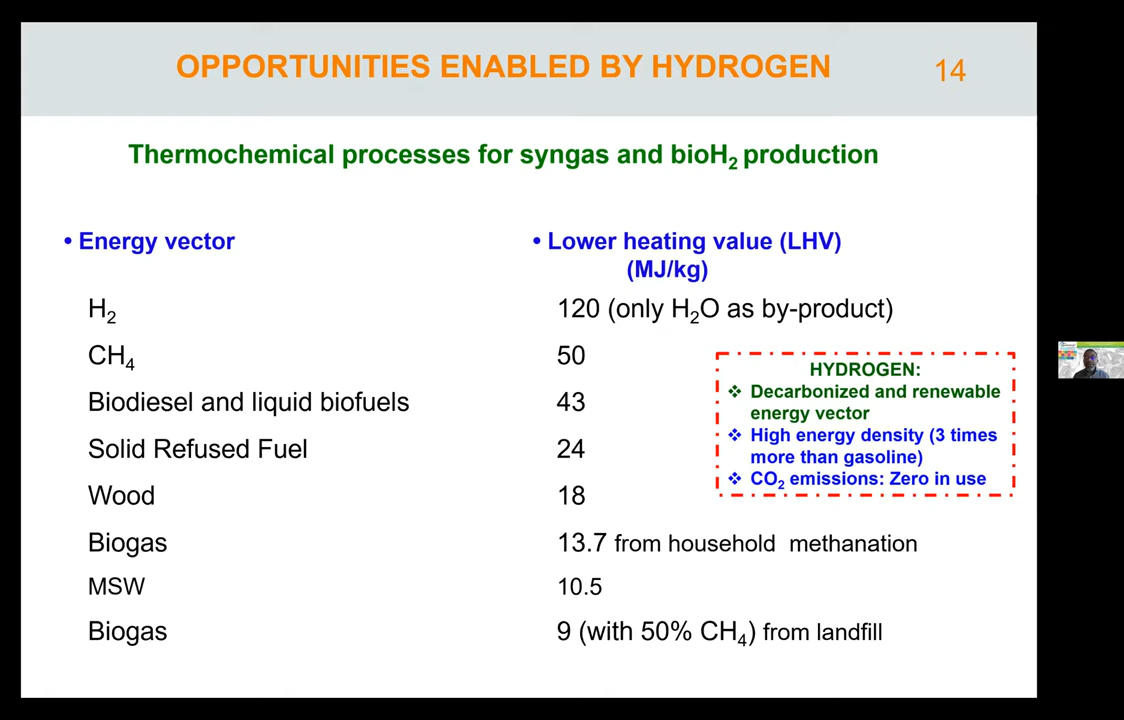 OPPORTUNITIES ENABLED BY HYDROGEN 14
Thermochemical processes for syngas and bioH₂ production
• Energy vector
• Lower heating value (LHV)
(MJ/kg)
H₂ 120 (only H₂O as by-product)
CH₄ 50
Biodiesel and liquid biofuels 43
Solid Refused Fuel 24
Wood 18
Biogas 13.7 from household methanation
MSW 10.5
Biogas 9 (with 50% CH₄) from landfill
HYDROGEN:
❖ Decarbonized and renewable
energy vector
❖ High energy density (3 times
more than gasoline)
❖ CO₂ emissions: Zero in use